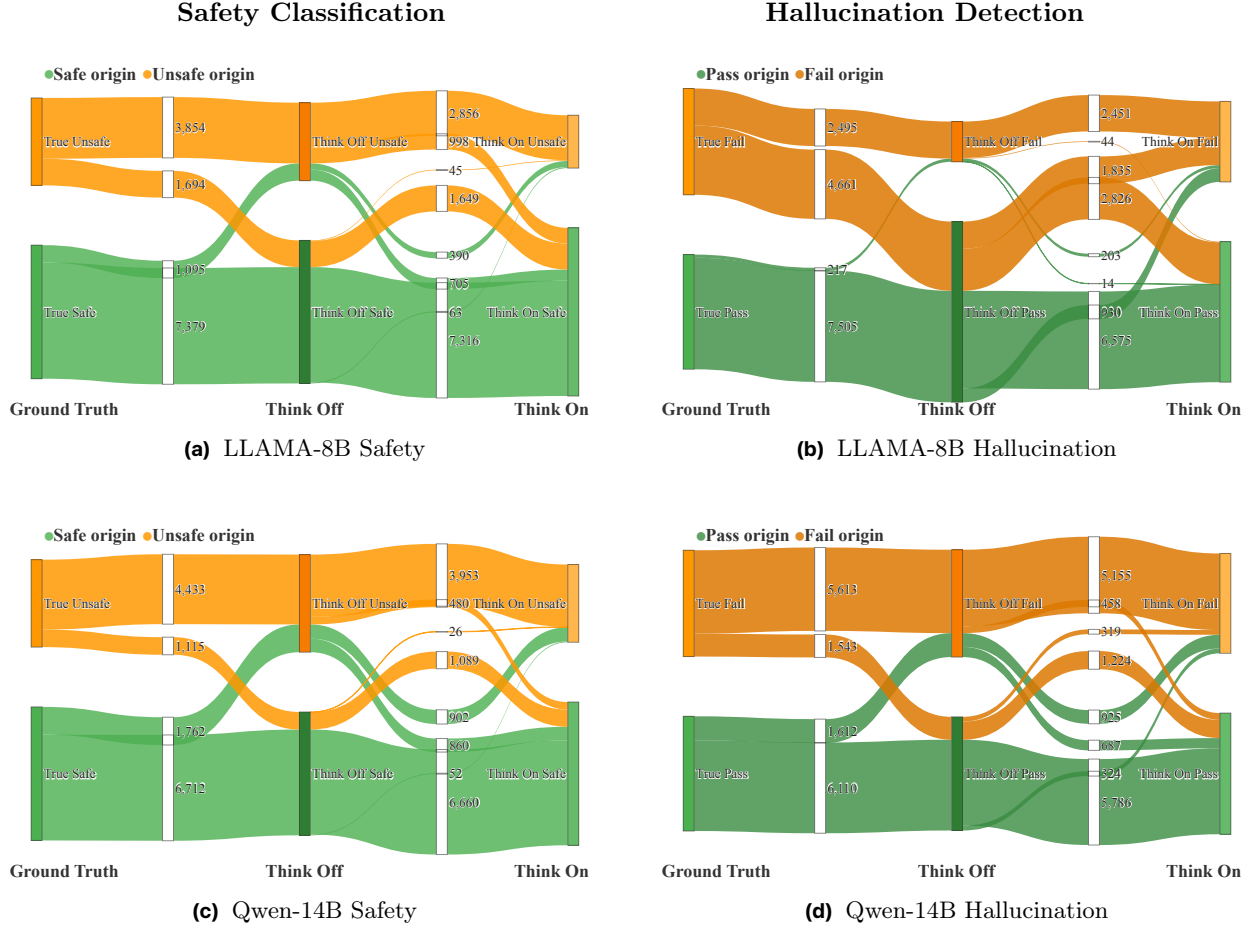 Safety Classification
Hallucination Detection
Safe origin Unsafe origin
True Unsafe
True Safe
3,854
1,694
1,095
7,379
Think Off Unsafe
Think Off Safe
2,856
998
45
1,649
390
705
63
7,316
Think On Unsafe
Think On Safe
Ground Truth Think Off Think On
(a) LLAMA-8B Safety
Pass origin Fail origin
True Fail
True Pass
2,495
4,661
217
7,505
Think Off Fail
Think Off Pass
2,451
44
1,835
2,826
203
14
930
6,575
Think On Fail
Think On Pass
Ground Truth Think Off Think On
(b) LLAMA-8B Hallucination
Safe origin Unsafe origin
True Unsafe
True Safe
4,433
1,115
1,762
6,712
Think Off Unsafe
Think Off Safe
3,953
480
26
1,089
902
860
52
6,660
Think On Unsafe
Think On Safe
Ground Truth Think Off Think On
(c) Qwen-14B Safety
Pass origin Fail origin
True Fail
True Pass
5,613
1,543
1,612
6,110
Think Off Fail
Think Off Pass
5,155
458
319
1,224
925
687
324
5,786
Think On Fail
Think On Pass
Ground Truth Think Off Think On
(d) Qwen-14B Hallucination